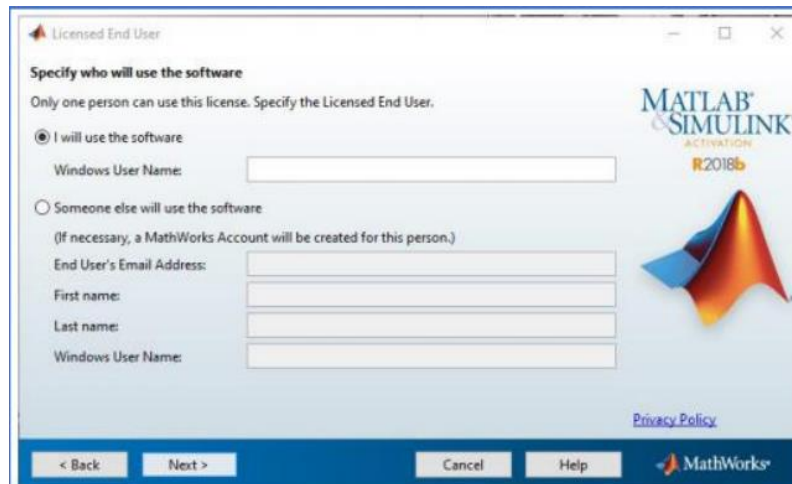 Licensed End User
Specify who will use the software
Only one person can use this license. Specify the Licensed End User.
I will use the software
Windows User Name:
Someone else will use the software
(If necessary, a MathWorks Account will be created for this person.)
End User's Email Address:
First name:
Last name:
Windows User Name:
MATLAB®
&SIMULINK®
ACTIVATION
R2018b
Privacy Policy
< Back
Next >
Cancel
Help
MathWorks®